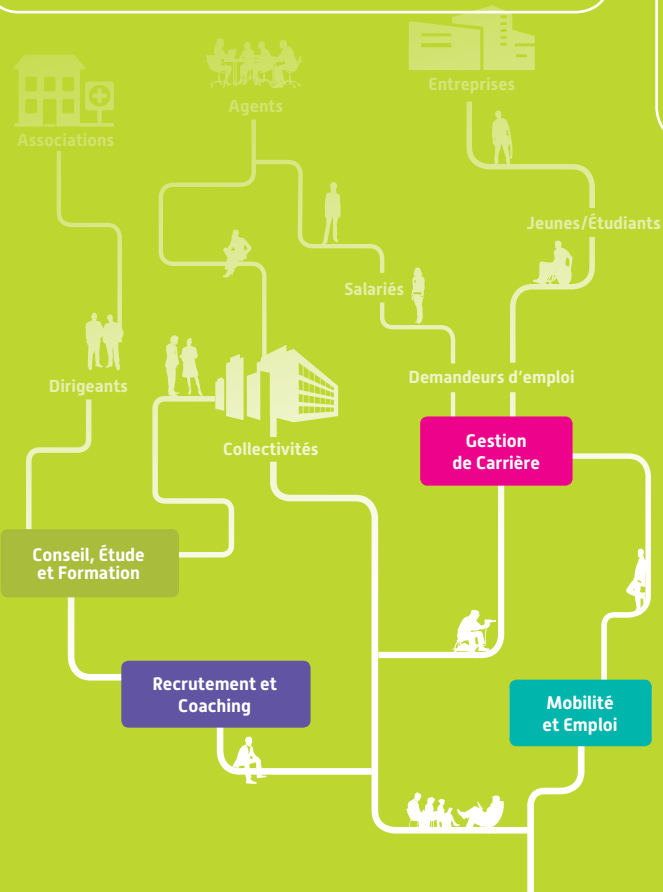 Entreprises
Agents
Associations
Jeunes/Étudiants
Salariés
Demandeurs d'emploi
Dirigeants
Gestion
de Carrière
Collectivités
Conseil, Étude
et Formation
Recrutement et
Coaching
Mobilité
et Emploi